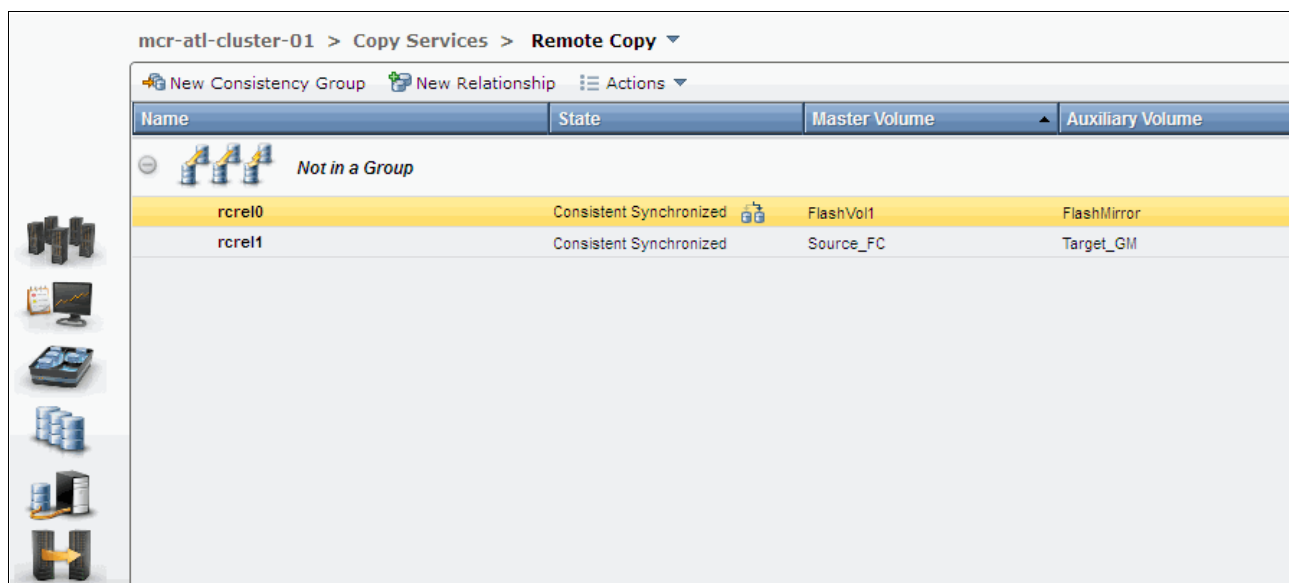 mcr-atl-cluster-01 > Copy Services > Remote Copy
New Consistency Group New Relationship Actions
Name State Master Volume Auxiliary Volume
Not in a Group
rcrel0 Consistent Synchronized FlashVol1 FlashMirror
rcrel1 Consistent Synchronized Source_FC Target_GM